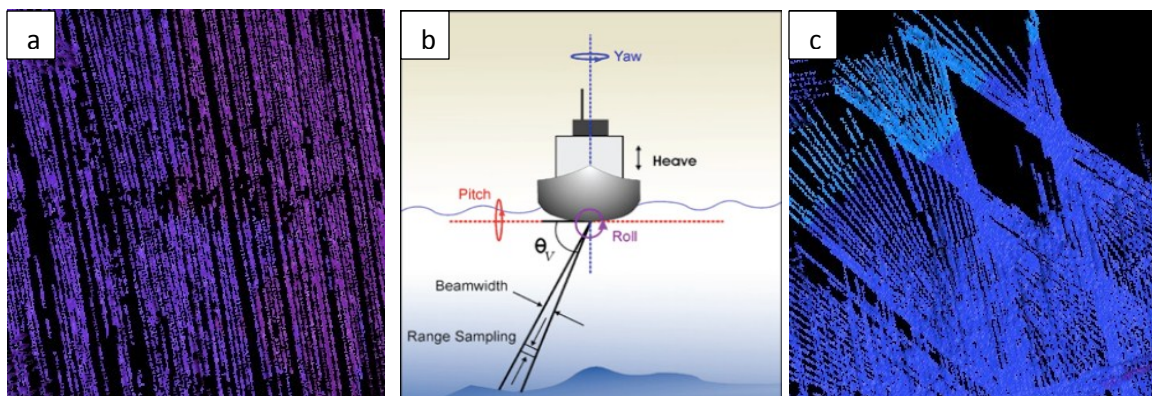 a
b
c
Yaw
Heave
Pitch
Roll
θV
Beamwidth
Range Sampling